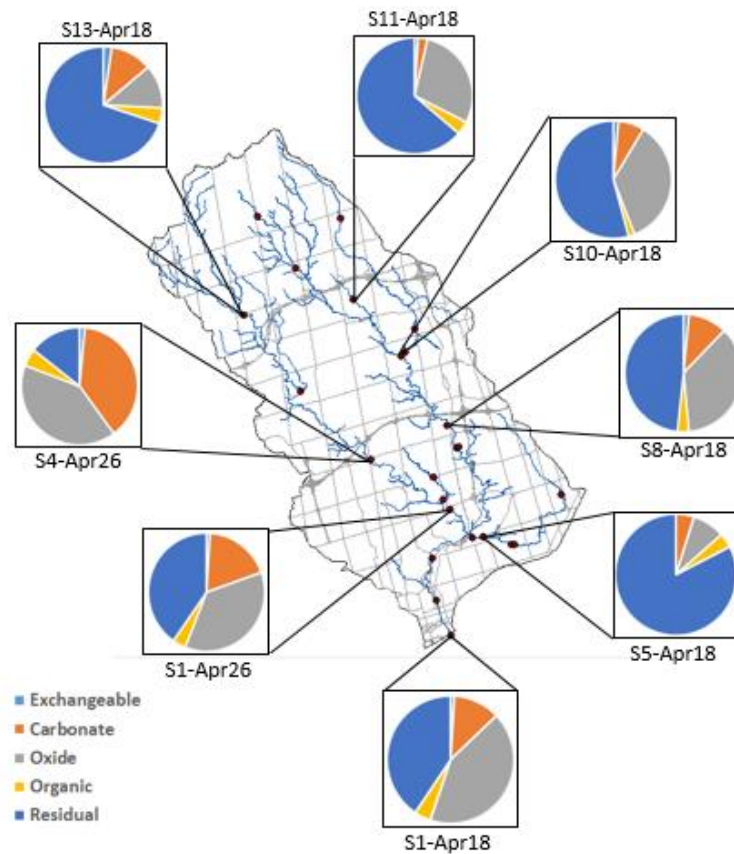 S13-Apr18
S11-Apr18
S10-Apr18
S4-Apr26
S8-Apr18
S1-Apr26
S5-Apr18
S1-Apr18
Exchangeable
Carbonate
Oxide
Organic
Residual